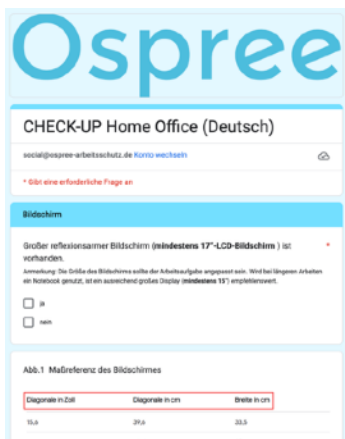 Ospree
CHECK-UP Home Office (Deutsch)
social@ospree-arbeitsschutz.de Konto wechseln
* Gibt eine erforderliche Frage an
Bildschirm
Großer reflexionsarmer Bildschirm (mindestens 17"-LCD-Bildschirm ) ist *
vorhanden.
Anmerkung: Die Größe des Bildschirms sollte der Arbeitsaufgabe angepasst sein. Wird bei längeren Arbeiten
ein Notebook genutzt, ist ein ausreichend großes Display (mindestens 15") empfehlenswert.
ja
nein
Abb.1 Maßreferenz des Bildschirmes
Diagonale in Zoll Diagonale in cm Breite in cm
15,6 39,6 33,5